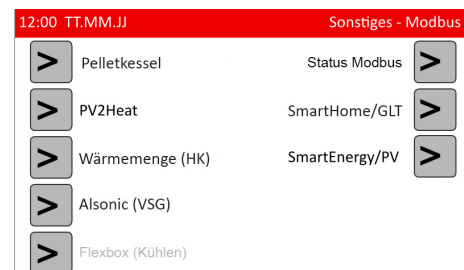 12:00 TT.MM.JJ Sonstiges - Modbus
> Pelletkessel Status Modbus >
> PV2Heat SmartHome/GLT >
> Wärmemenge (HK) SmartEnergy/PV >
> Alsonic (VSG)
> Flexbox (Kühlen)